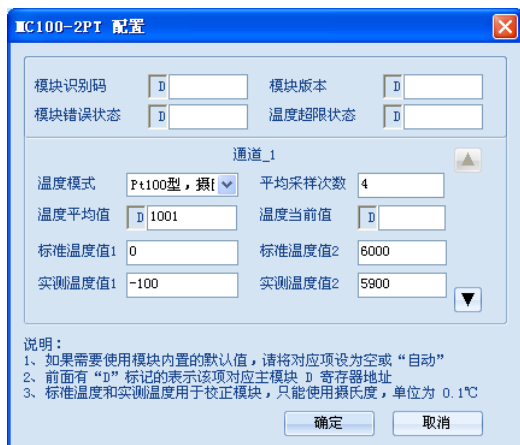 MC100-2PT 配置
模块识别码 D 模块版本 D
模块错误状态 D 温度超限状态 D
通道_1
温度模式 Pt100型，摄 平均采样次数 4
温度平均值 D 1001 温度当前值 D
标准温度值1 0 标准温度值2 6000
实测温度值1 -100 实测温度值2 5900
说明：
1、如果需要使用模块内置的默认值，请将对应项设为空或“自动”
2、前面有“D”标记的表示该项对应主模块 D 寄存器地址
3、标准温度和实测温度用于校正模块，只能使用摄氏度，单位为 0.1℃
确定 取消